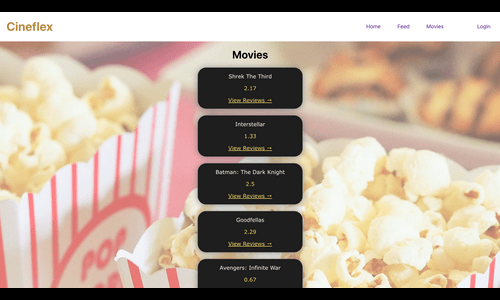 Cineflex
Home Feed Movies Login
Movies
Shrek The Third
2.17
View Reviews →
Interstellar
1.33
View Reviews →
Batman: The Dark Knight
2.5
View Reviews →
Goodfellas
2.29
View Reviews →
Avengers: Infinite War
0.67
POP